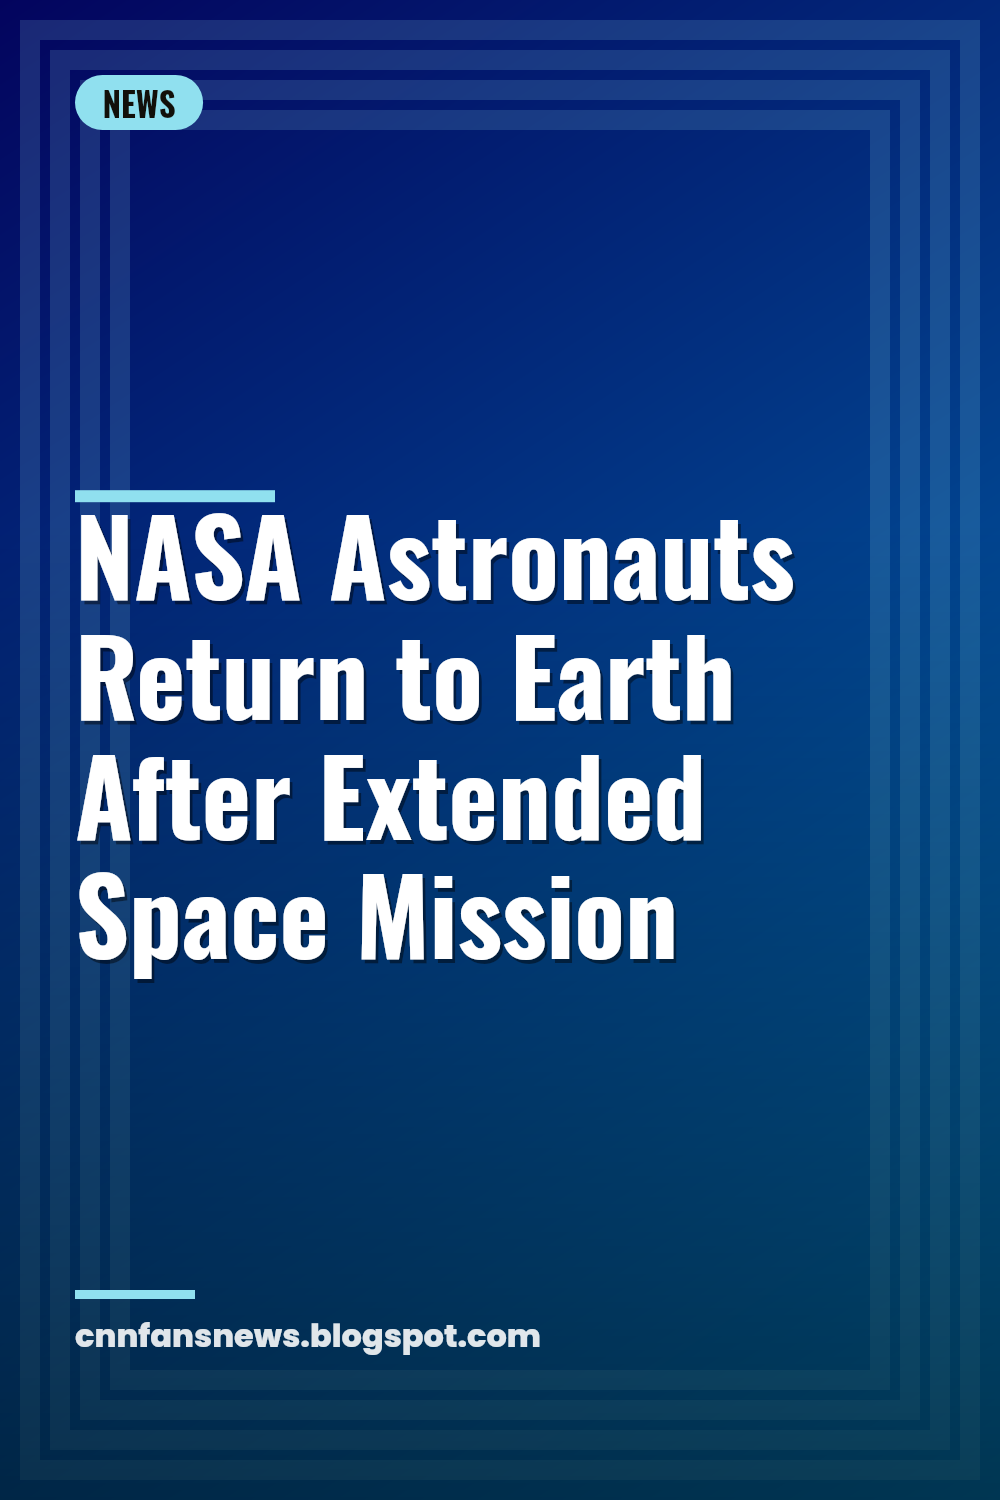 NEWS
NASA Astronauts
Return to Earth
After Extended
Space Mission
cnnfansnews.blogspot.com